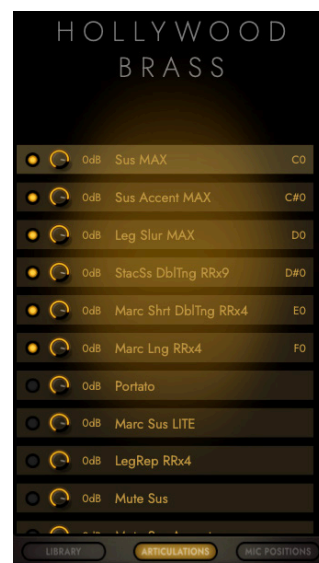 HOLLYWOOD
BRASS
0dB Sus MAX C0
0dB Sus Accent MAX C#0
0dB Leg Slur MAX D0
0dB StacSs DblTng RRx9 D#0
0dB Marc Shrt DblTng RRx4 E0
0dB Marc Lng RRx4 F0
0dB Portato
0dB Marc Sus LITE
0dB LegRep RRx4
0dB Mute Sus
LIBRARY ARTICULATIONS MIC POSITIONS